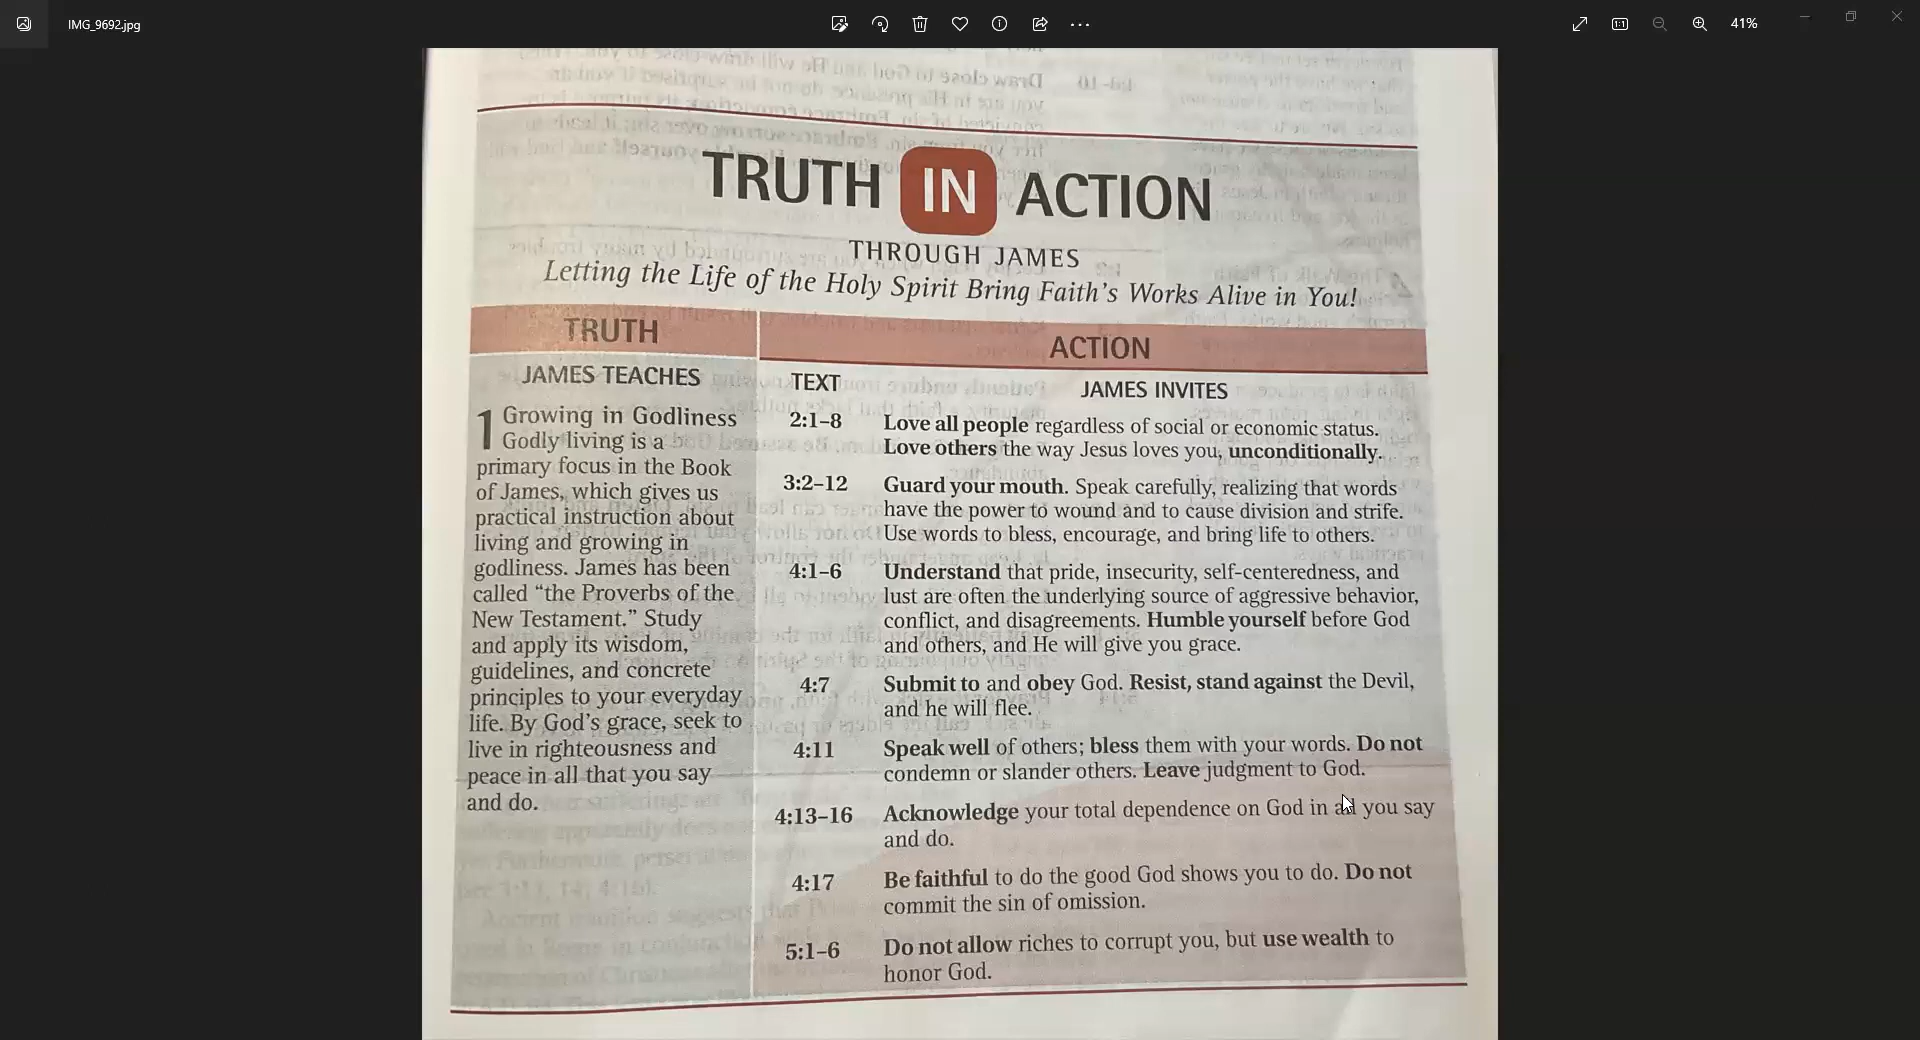 IMG_9692.jpg
41%
TRUTH IN ACTION
THROUGH JAMES
Letting the Life of the Holy Spirit Bring Faith's Works Alive in You!
TRUTH
ACTION
JAMES TEACHES
TEXT
JAMES INVITES
1 Growing in Godliness
Godly living is a
primary focus in the Book
of James, which gives us
practical instruction about
living and growing in
godliness. James has been
called “the Proverbs of the
New Testament.” Study
and apply its wisdom,
guidelines, and concrete
principles to your everyday
life. By God’s grace, seek to
live in righteousness and
peace in all that you say
and do.
2:1–8 Love all people regardless of social or economic status.
Love others the way Jesus loves you, unconditionally.
3:2–12 Guard your mouth. Speak carefully, realizing that words
have the power to wound and to cause division and strife.
Use words to bless, encourage, and bring life to others.
4:1–6 Understand that pride, insecurity, self-centeredness, and
lust are often the underlying source of aggressive behavior,
conflict, and disagreements. Humble yourself before God
and others, and He will give you grace.
4:7 Submit to and obey God. Resist, stand against the Devil,
and he will flee.
4:11 Speak well of others; bless them with your words. Do not
condemn or slander others. Leave judgment to God.
4:13–16 Acknowledge your total dependence on God in all you say
and do.
4:17 Be faithful to do the good God shows you to do. Do not
commit the sin of omission.
5:1–6 Do not allow riches to corrupt you, but use wealth to
honor God.